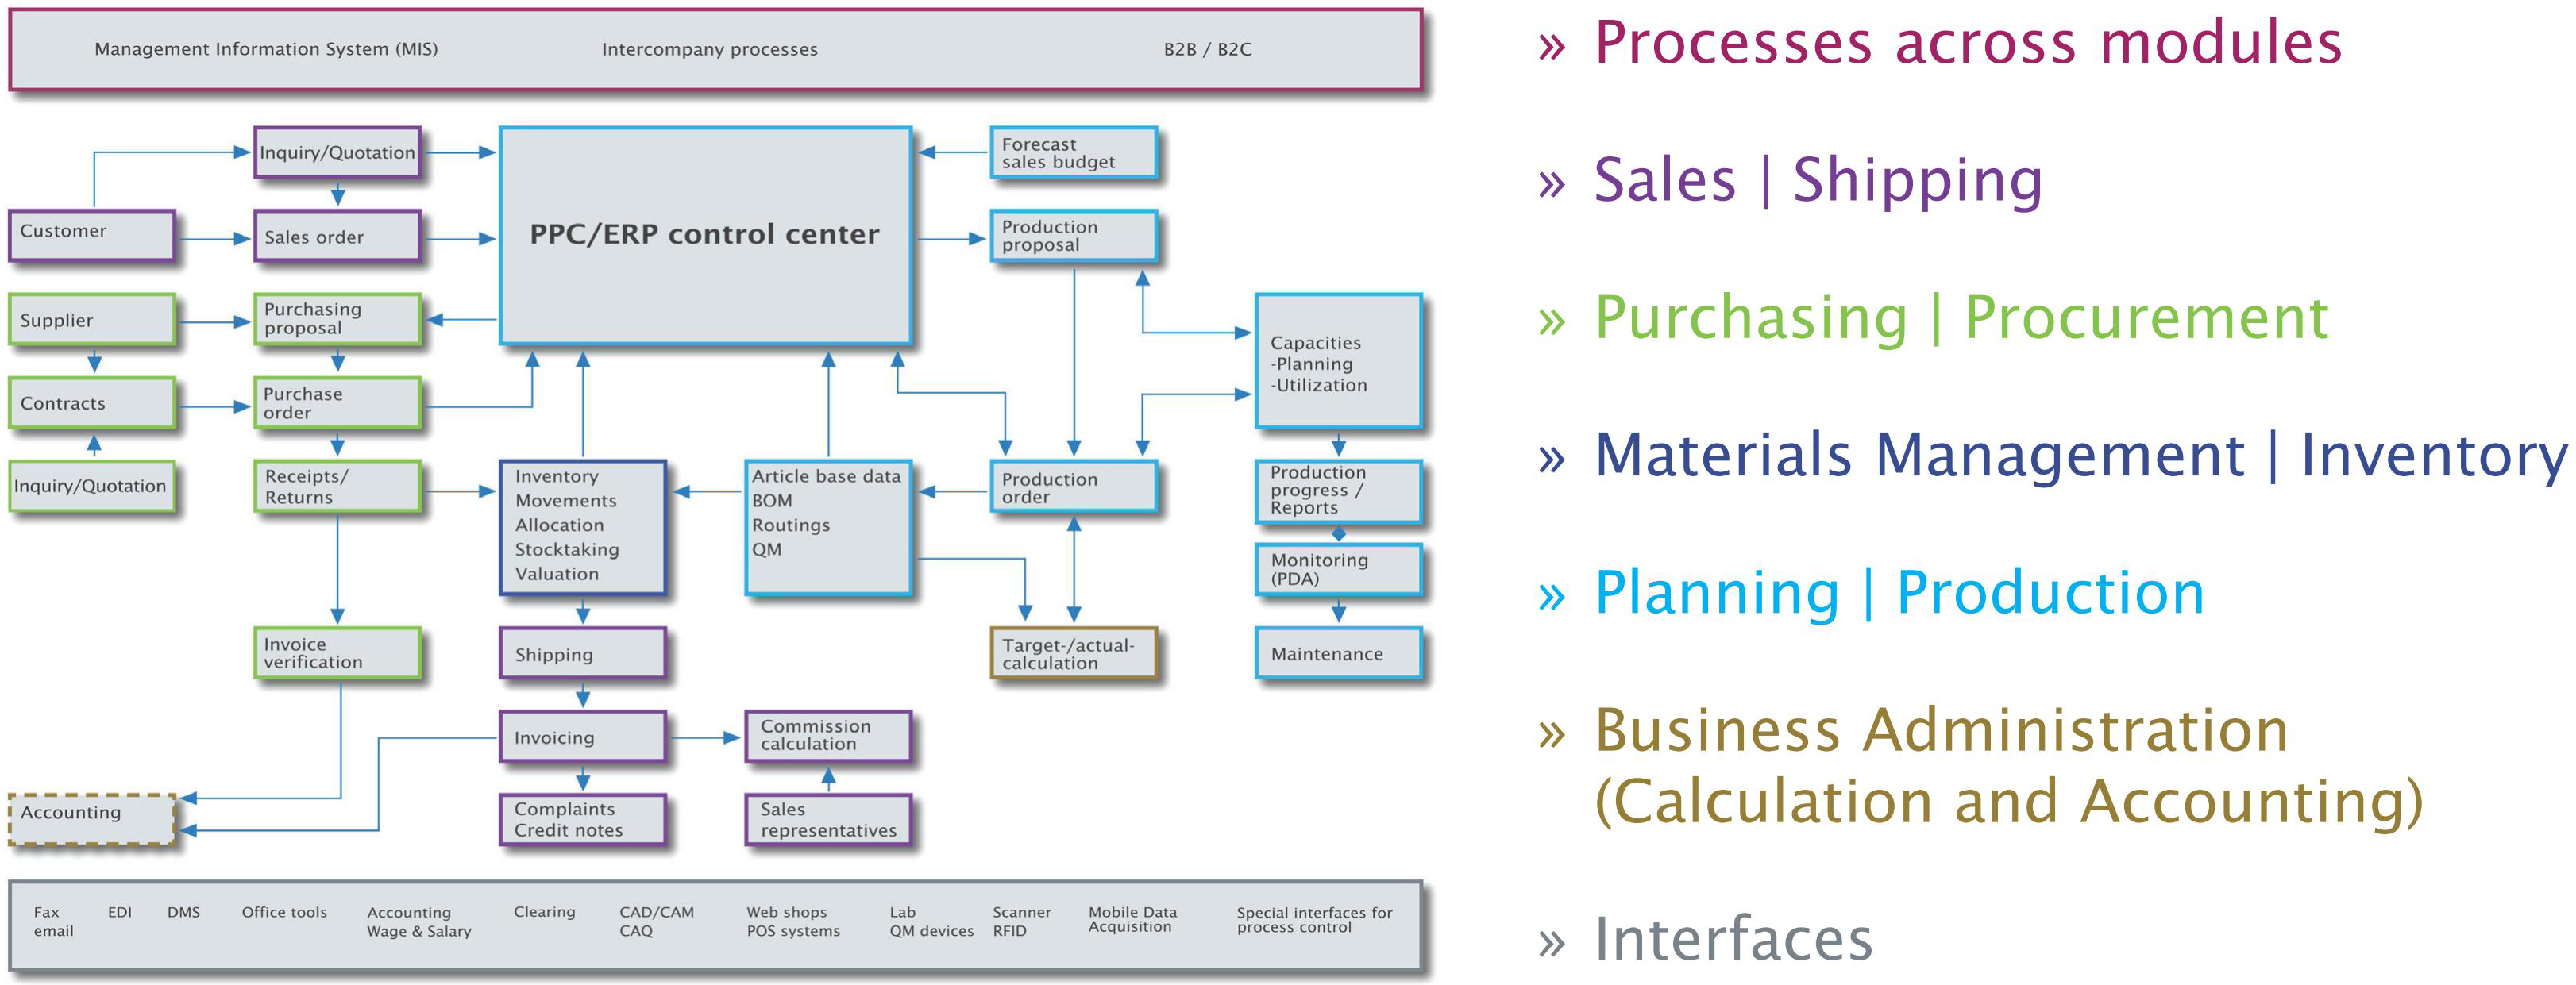 Management Information System (MIS)
Intercompany processes
B2B / B2C
Inquiry/Quotation
Customer
Sales order
PPC/ERP control center
Forecast
sales budget
Production
proposal
Supplier
Purchasing
proposal
Contracts
Purchase
order
Capacities
-Planning
-Utilization
Inquiry/Quotation
Receipts/
Returns
Inventory
Movements
Allocation
Stocktaking
Valuation
Article base data
BOM
Routings
QM
Production
order
Production
progress /
Reports
Monitoring
(PDA)
Invoice
verification
Shipping
Target-/actual-
calculation
Maintenance
Invoicing
Commission
calculation
Accounting
Complaints
Credit notes
Sales
representatives
Fax
email
EDI
DMS
Office tools
Accounting
Wage & Salary
Clearing
CAD/CAM
CAQ
Web shops
POS systems
Lab
QM devices
Scanner
RFID
Mobile Data
Acquisition
Special interfaces for
process control
» Processes across modules
» Sales | Shipping
» Purchasing | Procurement
» Materials Management | Inventory
» Planning | Production
» Business Administration
(Calculation and Accounting)
» Interfaces